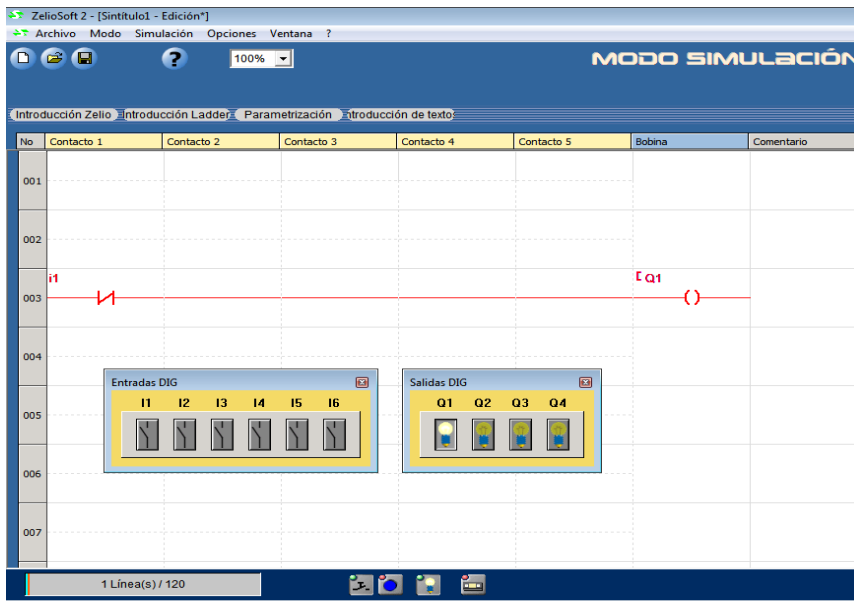 ZelioSoft 2 - [Sintítulo1 - Edición*]
Archivo Modo Simulación Opciones Ventana ?
? 100% MODO SIMULACIÓN
Introducción Zelio Introducción Ladder Parametrización ntroducción de textos
No Contacto 1 Contacto 2 Contacto 3 Contacto 4 Contacto 5 Bobina Comentario
001
002
i1 [ Q1
003
004
Entradas DIG Salidas DIG
I1 I2 I3 I4 I5 I6 Q1 Q2 Q3 Q4
005
006
007
1 Línea(s) / 120